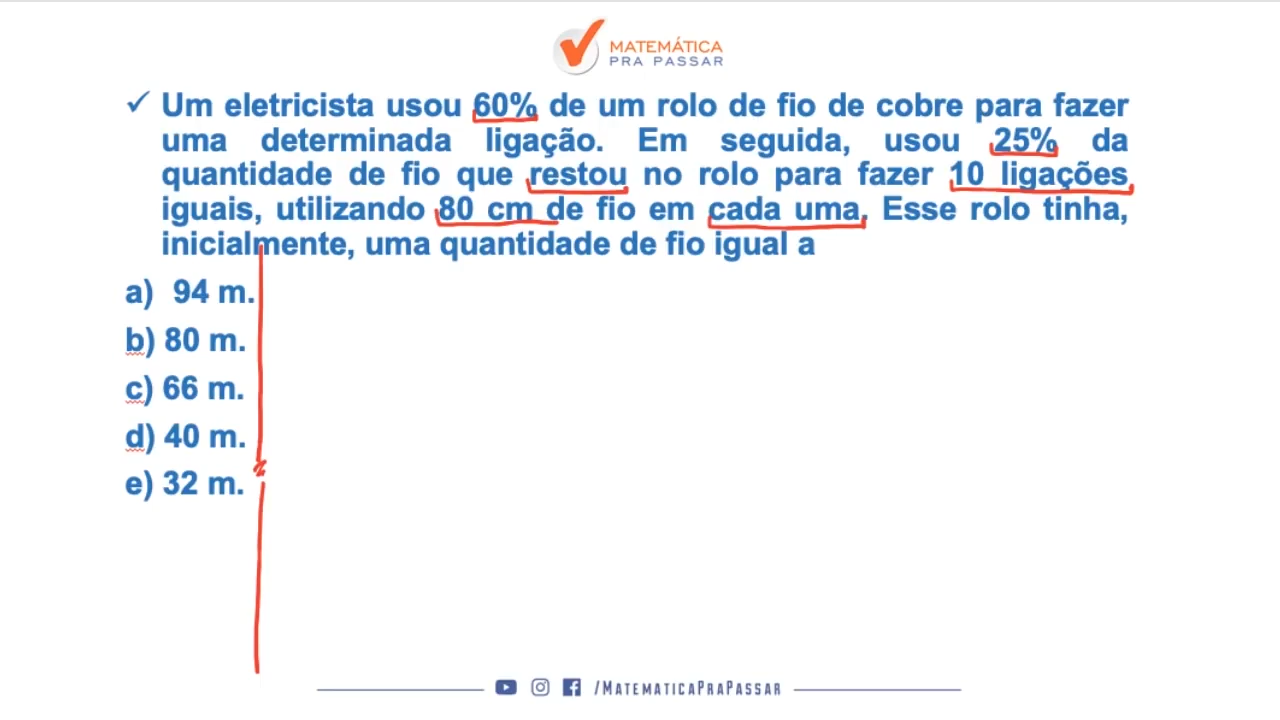 MATEMÁTICA
PRA PASSAR
✓ Um eletricista usou 60% de um rolo de fio de cobre para fazer
uma determinada ligação. Em seguida, usou 25% da
quantidade de fio que restou no rolo para fazer 10 ligações
iguais, utilizando 80 cm de fio em cada uma. Esse rolo tinha,
inicialmente, uma quantidade de fio igual a
a) 94 m.
b) 80 m.
c) 66 m.
d) 40 m.
e) 32 m.
/MATEMATICAPRAPASSAR